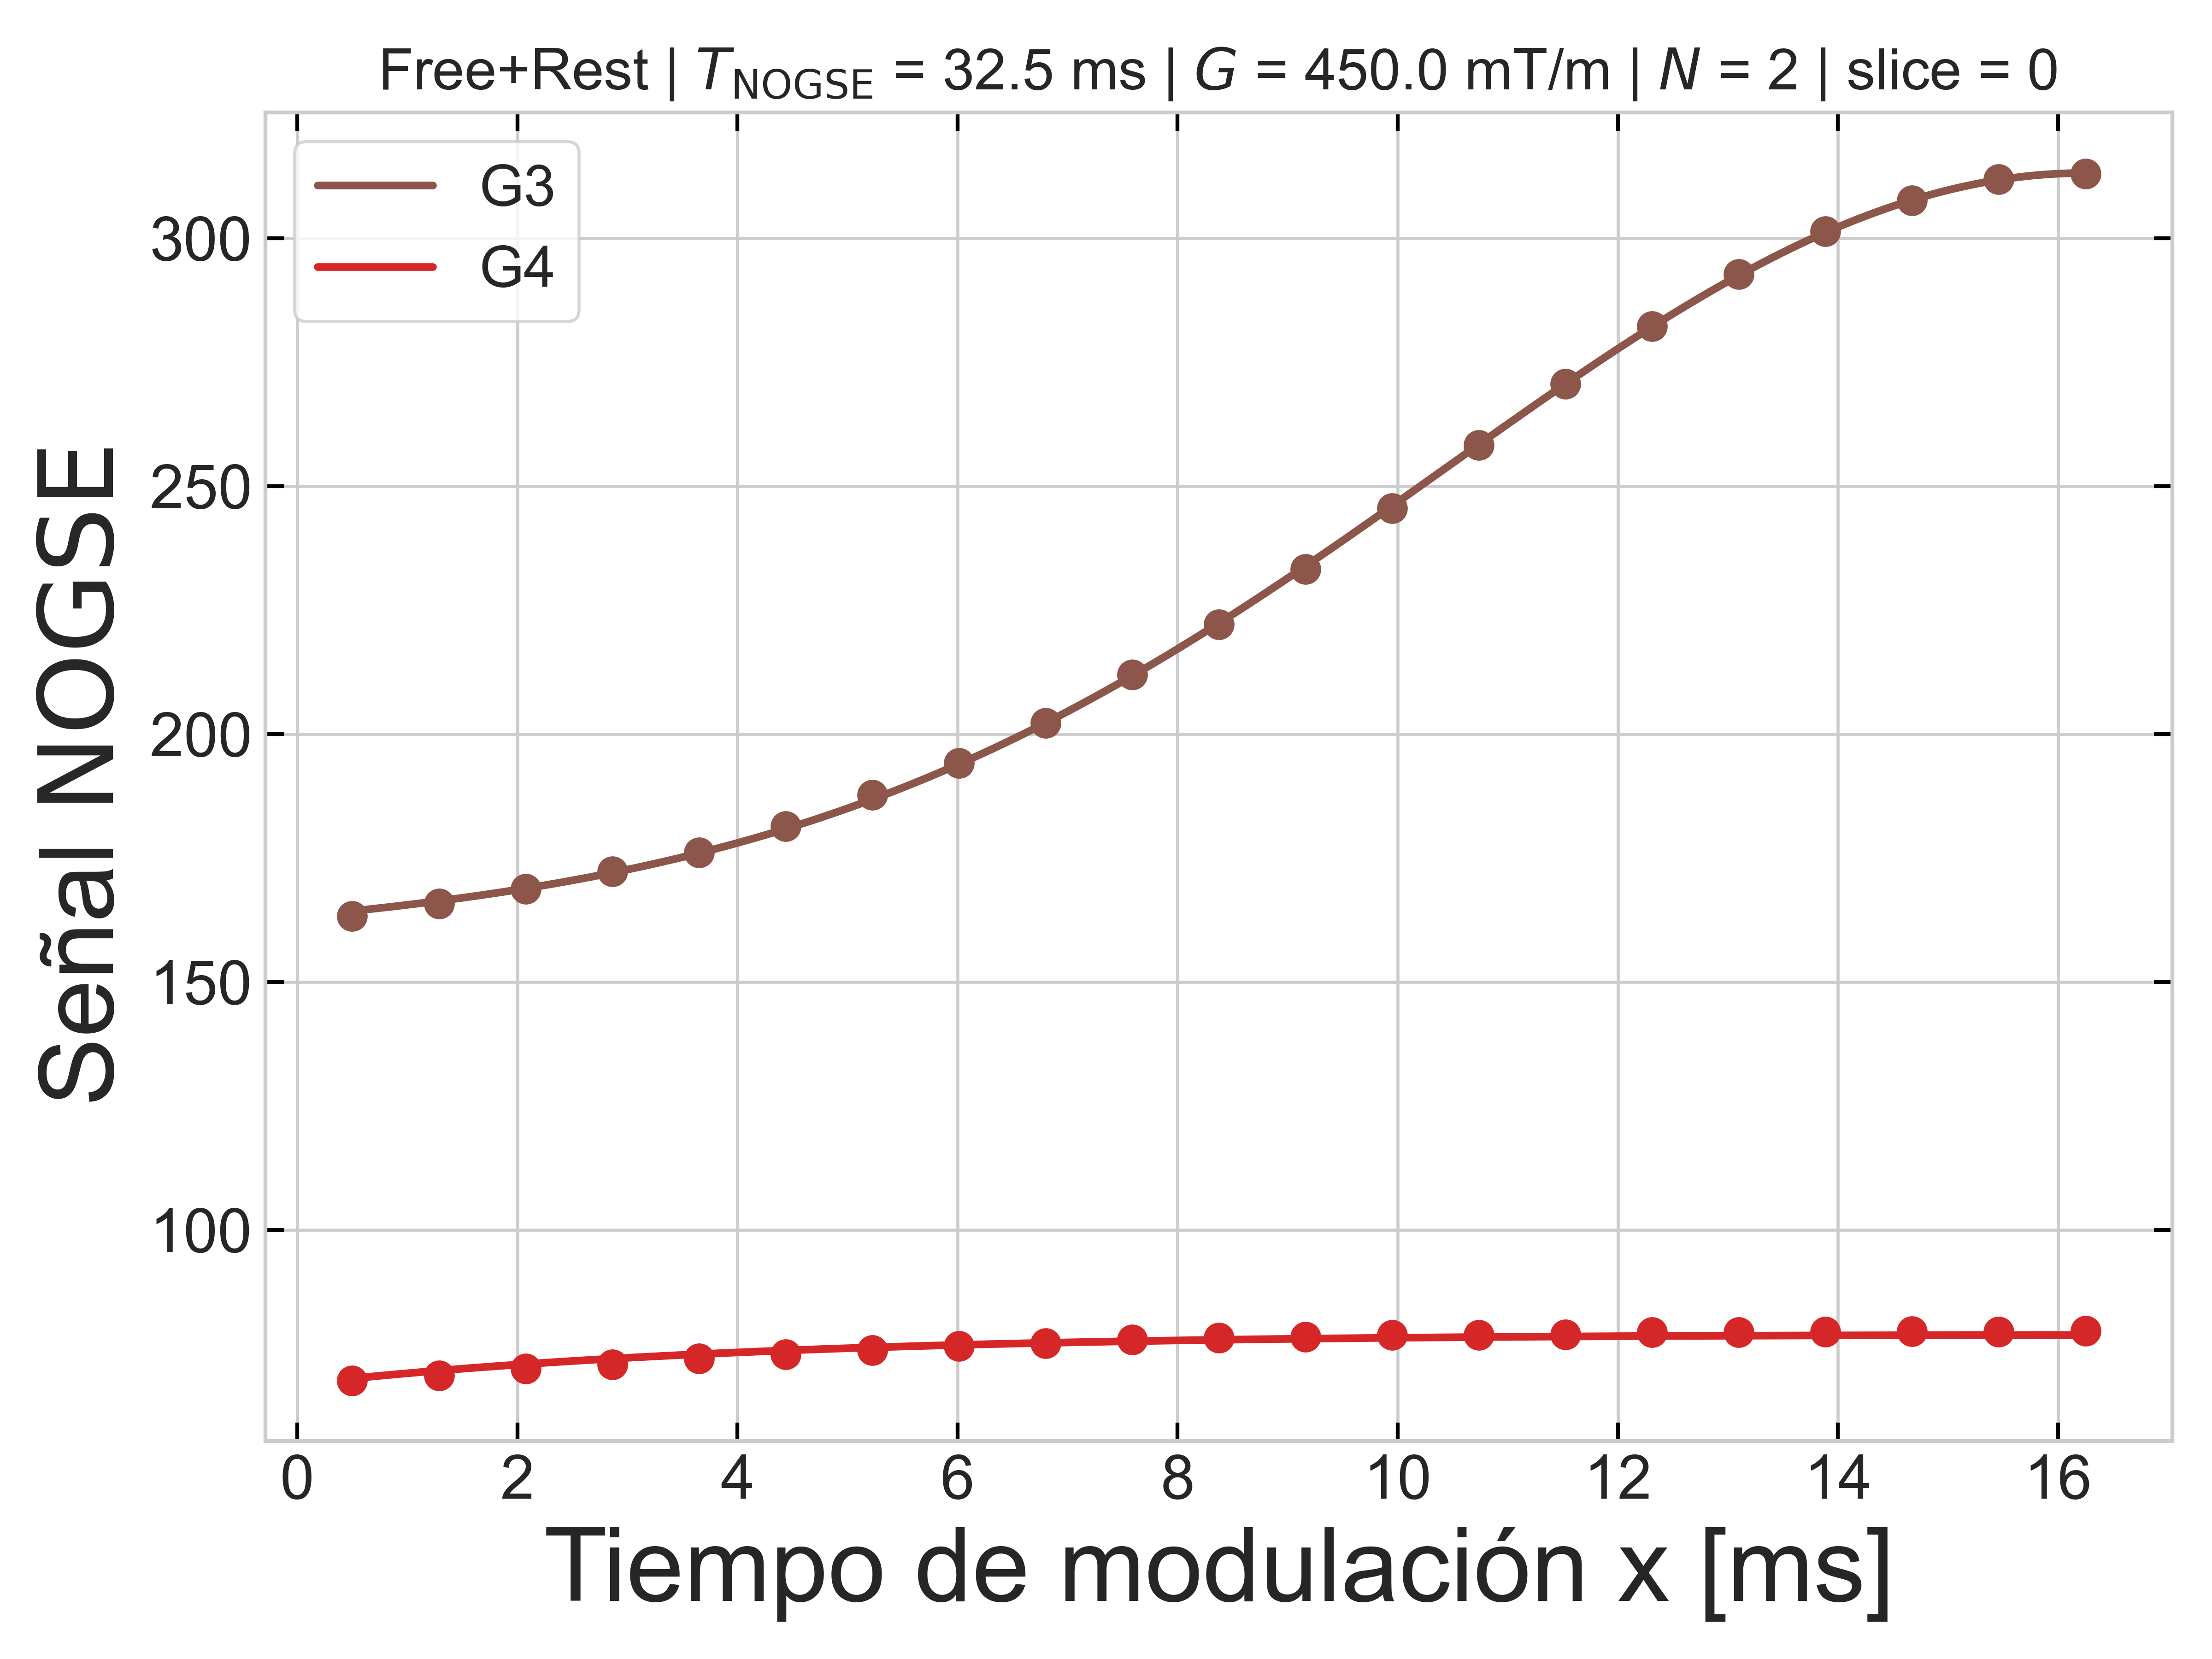 Free+Rest | T_NOGSE = 32.5 ms | G = 450.0 mT/m | N = 2 | slice = 0
G3
G4
Señal NOGSE
300
250
200
150
100
0 2 4 6 8 10 12 14 16
Tiempo de modulación x [ms]